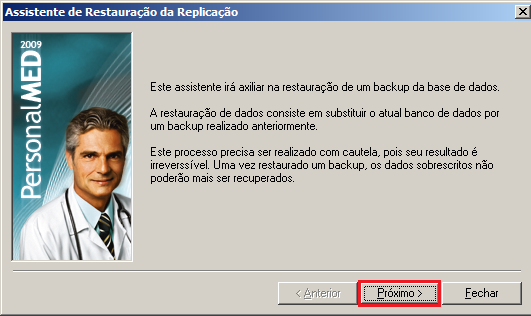 Assistente de Restauração da Replicação
PersonalMED
2009
Este assistente irá axiliar na restauração de um backup da base de dados.
A restauração de dados consiste em substituir o atual banco de dados por
um backup realizado anteriormente.
Este processo precisa ser realizado com cautela, pois seu resultado é
irreverssível. Uma vez restaurado um backup, os dados sobrescritos não
poderão mais ser recuperados.
< Anterior
Próximo >
Fechar